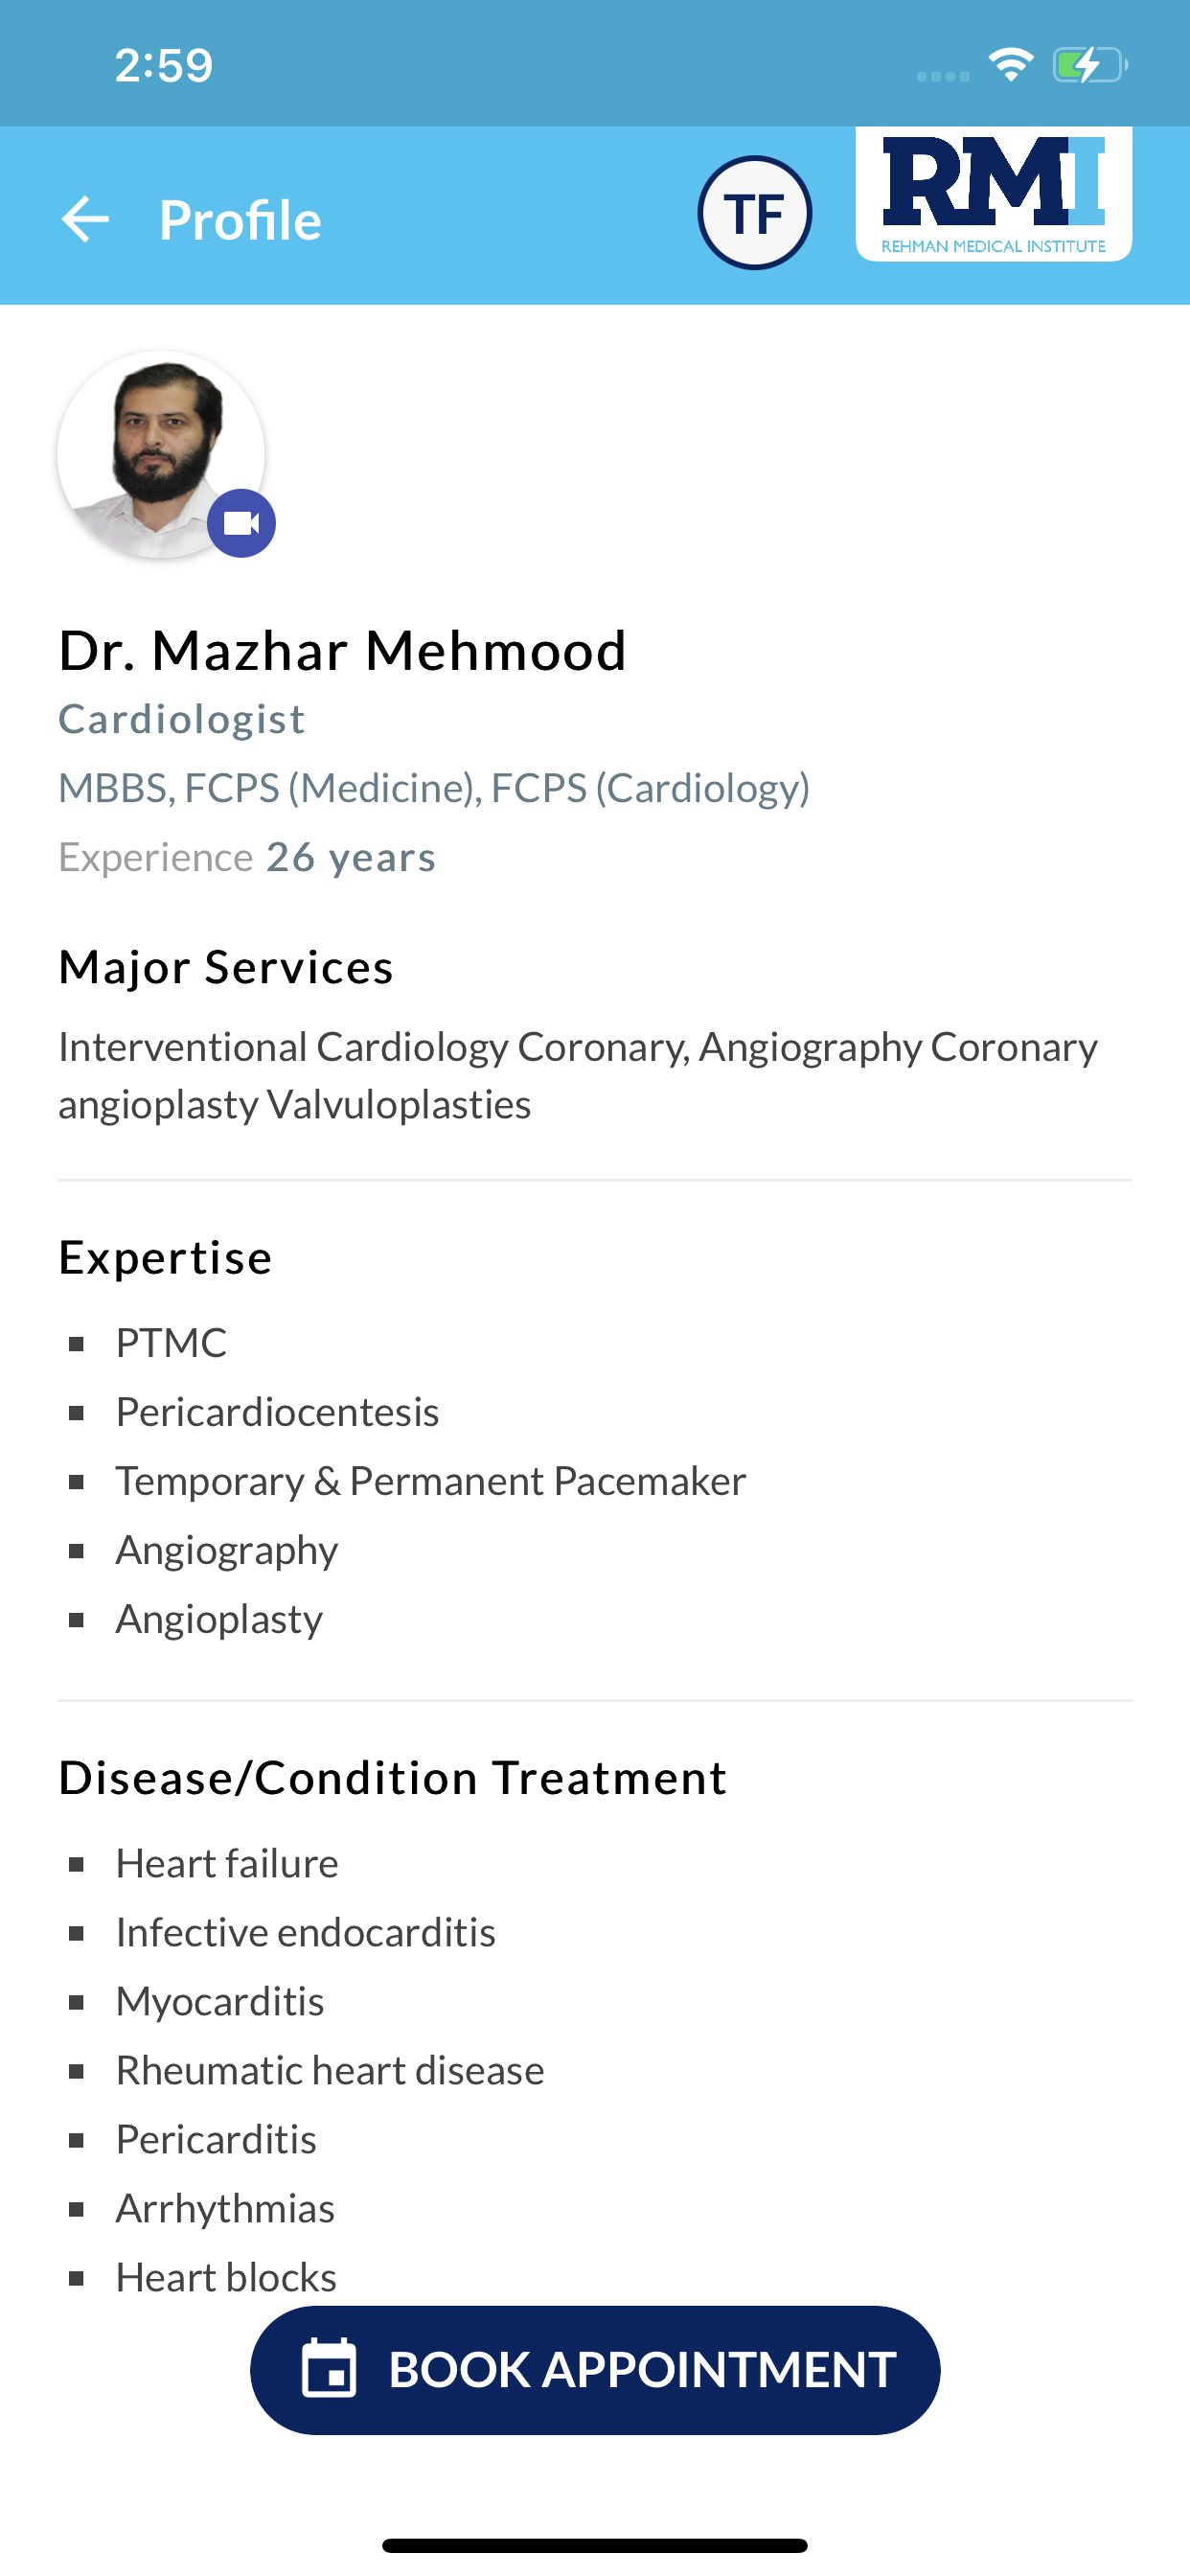 2:59
Profile
TF
RMI
REHMAN MEDICAL INSTITUTE
Dr. Mazhar Mehmood
Cardiologist
MBBS, FCPS (Medicine), FCPS (Cardiology)
Experience 26 years
Major Services
Interventional Cardiology Coronary, Angiography Coronary
angioplasty Valvuloplasties
Expertise
▪ PTMC
▪ Pericardiocentesis
▪ Temporary & Permanent Pacemaker
▪ Angiography
▪ Angioplasty
Disease/Condition Treatment
▪ Heart failure
▪ Infective endocarditis
▪ Myocarditis
▪ Rheumatic heart disease
▪ Pericarditis
▪ Arrhythmias
▪ Heart blocks
BOOK APPOINTMENT